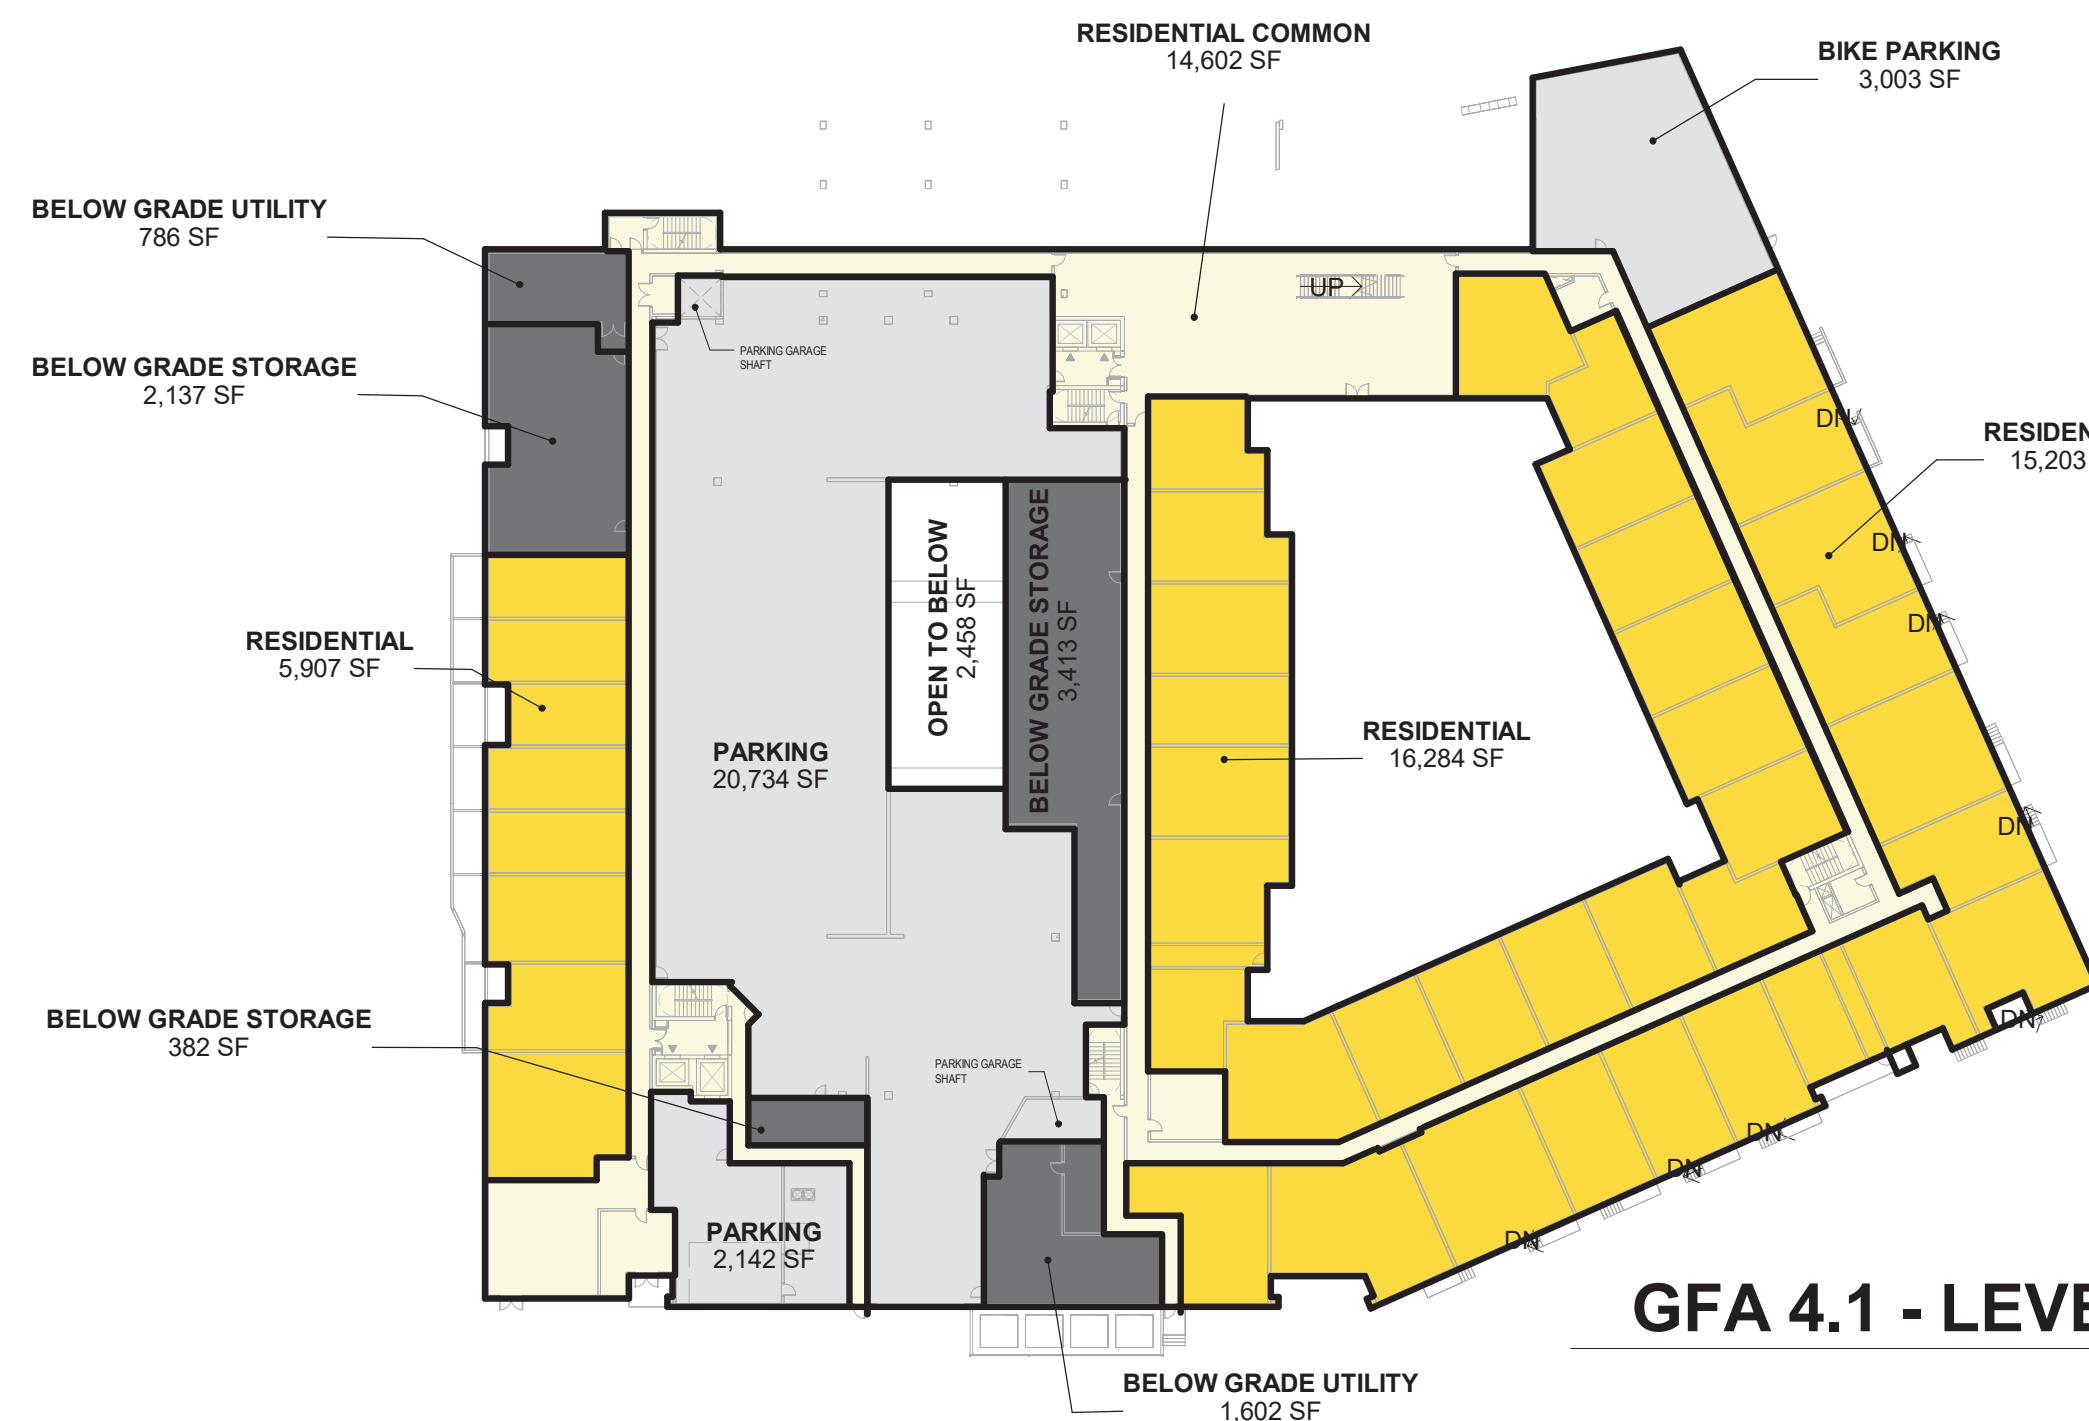 RESIDENTIAL COMMON
14,602 SF
BIKE PARKING
3,003 SF
BELOW GRADE UTILITY
786 SF
UP
PARKING GARAGE
SHAFT
BELOW GRADE STORAGE
2,137 SF
DN
RESIDEN
15,203
DN
OPEN TO BELOW
2,458 SF
BELOW GRADE STORAGE
3,413 SF
DN
RESIDENTIAL
5,907 SF
PARKING
20,734 SF
RESIDENTIAL
16,284 SF
DN
BELOW GRADE STORAGE
382 SF
DN
PARKING GARAGE
SHAFT
DN
DN
PARKING
2,142 SF
DN
GFA 4.1 - LEVE
BELOW GRADE UTILITY
1,602 SF